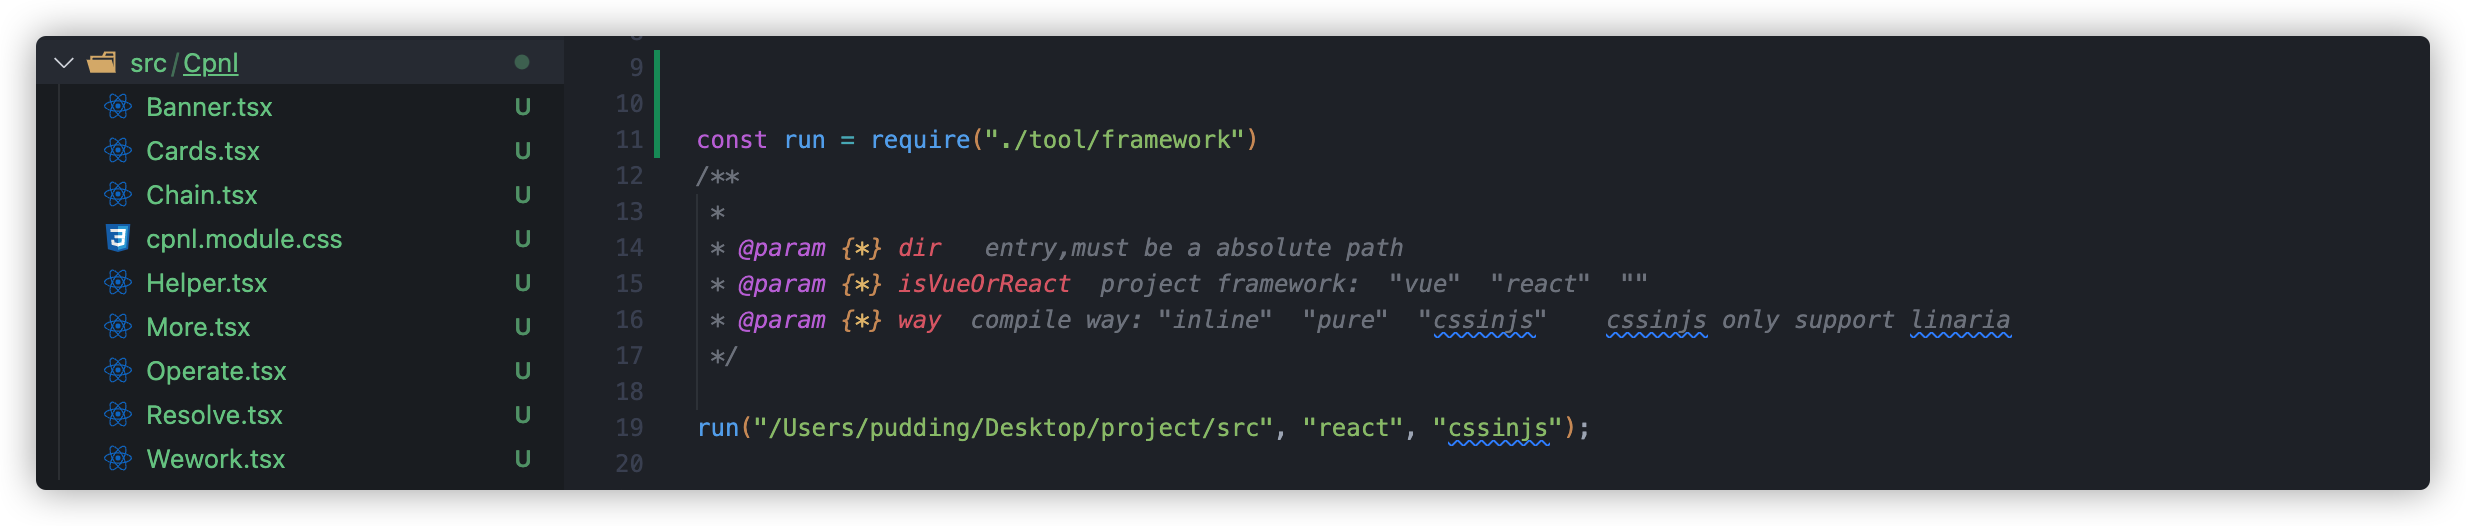 src/Cpnl
Banner.tsx U
Cards.tsx U
Chain.tsx U
cpnl.module.css U
Helper.tsx U
More.tsx U
Operate.tsx U
Resolve.tsx U
Wework.tsx U
9
10
11 const run = require("./tool/framework")
12 /**
13 *
14 * @param {*} dir   entry,must be a absolute path
15 * @param {*} isVueOrReact  project framework:  "vue"  "react"  ""
16 * @param {*} way  compile way: "inline"  "pure"  "cssinjs"    cssinjs only support linaria
17 */
18
19 run("/Users/pudding/Desktop/project/src", "react", "cssinjs");
20